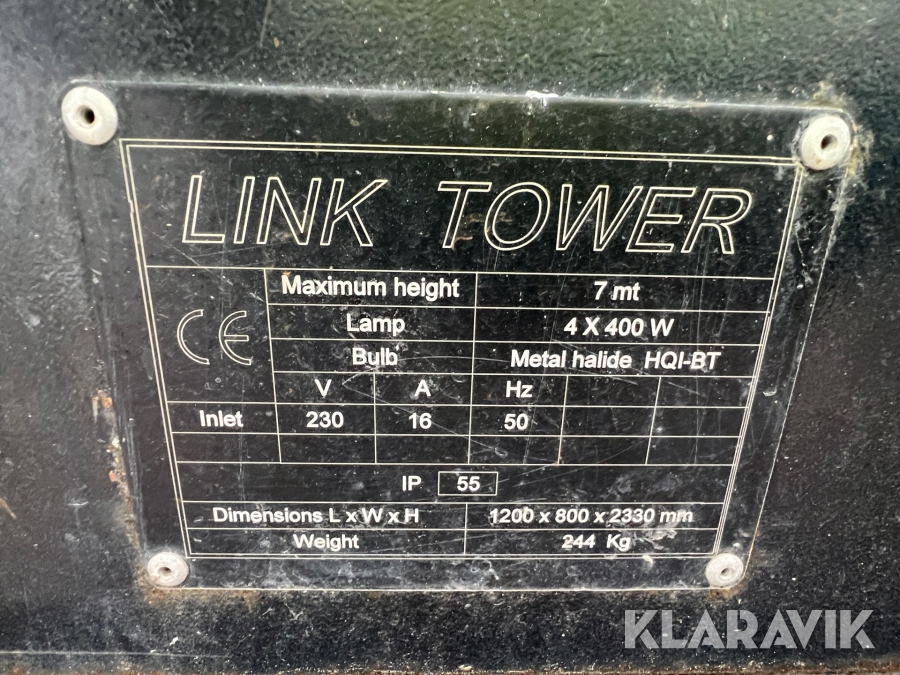 LINK TOWER
CE
Maximum height 7 mt
Lamp 4 X 400 W
Bulb Metal halide HQI-BT
V A Hz
Inlet 230 16 50
IP 55
Dimensions L x W x H 1200 x 800 x 2330 mm
Weight 244 Kg
KLARAVIK